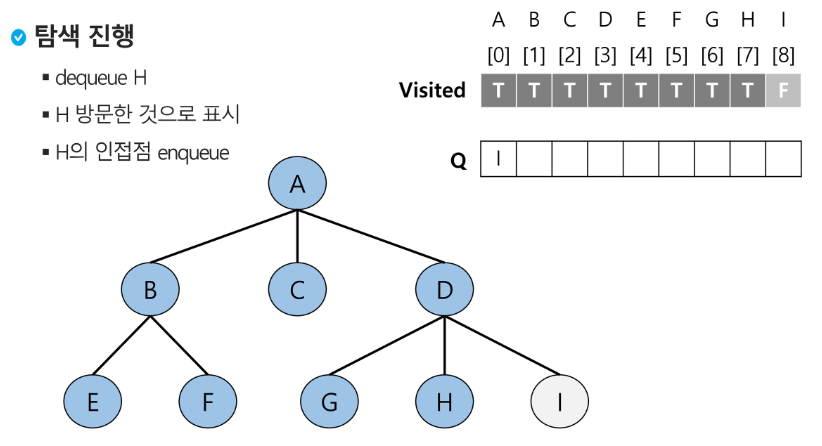 탐색 진행
dequeue H
H 방문한 것으로 표시
H의 인접점 enqueue
A B C D E F G H I
[0] [1] [2] [3] [4] [5] [6] [7] [8]
Visited T T T T T T T T F
Q I
A
B C D
E F G H I